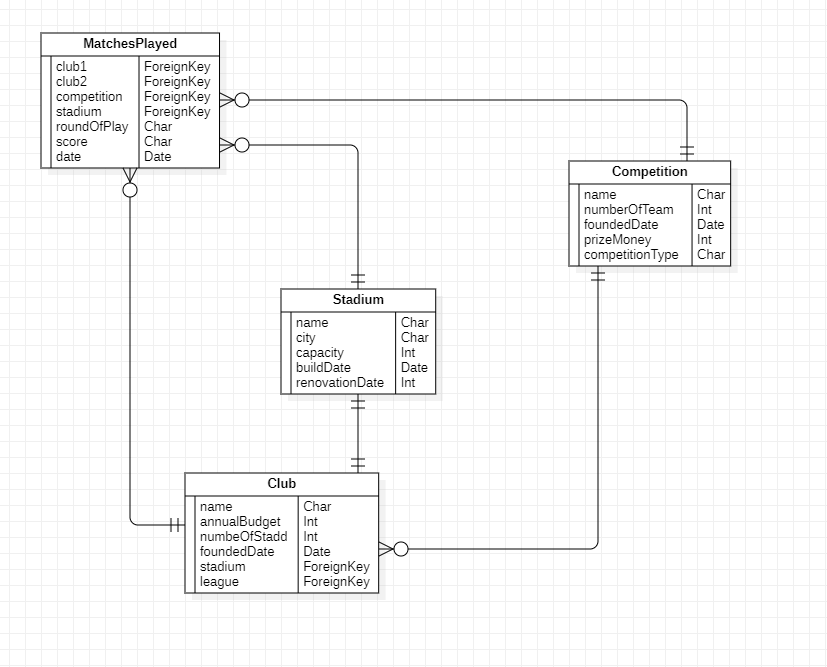 MatchesPlayed
club1 ForeignKey
club2 ForeignKey
competition ForeignKey
stadium ForeignKey
roundOfPlay Char
score Char
date Date
Competition
name Char
numberOfTeam Int
foundedDate Date
prizeMoney Int
competitionType Char
Stadium
name Char
city Char
capacity Int
buildDate Date
renovationDate Int
Club
name Char
annualBudget Int
numbeOfStadd Int
foundedDate Date
stadium ForeignKey
league ForeignKey